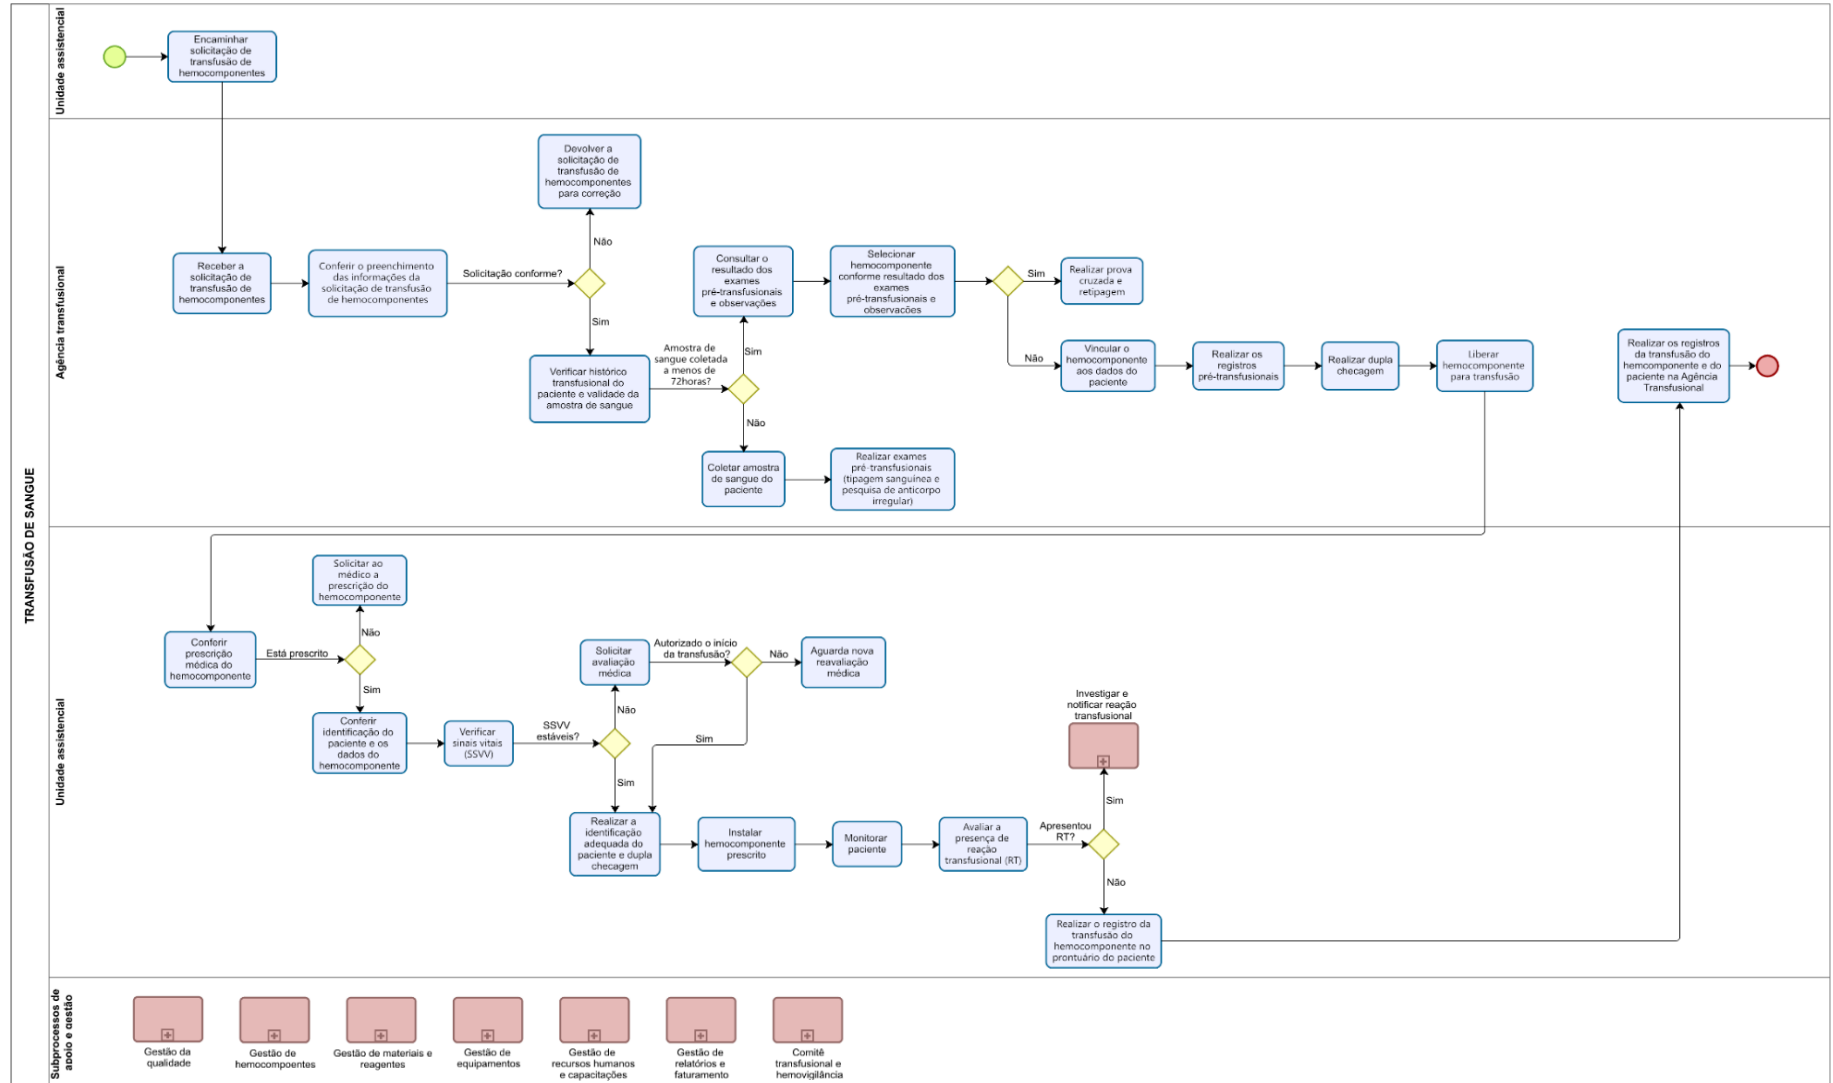 TRANSFUSÃO DE SANGUE
Unidade assistencial
Encaminhar
solicitação de
transfusão de
hemocomponentes
Agência transfusional
Receber a
solicitação de
transfusão de
hemocomponentes
Conferir o preenchimento
das informações da
solicitação de transfusão
de hemocomponentes
Solicitação conforme?
Não
Devolver a
solicitação de
transfusão de
hemocomponentes
para correção
Sim
Verificar histórico
transfusional do
paciente e validade da
amostra de sangue
Amostra de
sangue coletada
a menos de
72horas?
Sim
Consultar o
resultado dos
exames
pré-transfusionais
e observações
Selecionar
hemocomponente
conforme resultado dos
exames
pré-transfusionais e
observacões
Sim
Realizar prova
cruzada e
retipagem
Não
Vincular o
hemocomponente
aos dados do
paciente
Realizar os
registros
pré-transfusionais
Realizar dupla
checagem
Liberar
hemocomponente
para transfusão
Realizar os registros
da transfusão do
hemocomponente e do
paciente na Agência
Transfusional
Não
Coletar amostra
de sangue do
paciente
Realizar exames
pré-transfusionais
(tipagem sanguínea e
pesquisa de anticorpo
irregular)
Unidade assistencial
Conferir
prescrição
médica do
hemocomponente
Está prescrito
Não
Solicitar ao
médico a
prescrição do
hemocomponente
Sim
Conferir
identificação do
paciente e os
dados do
hemocomponente
Verificar
sinais vitais
(SSVV)
SSVV
estáveis?
Não
Solicitar
avaliação
médica
Autorizado o início
da transfusão?
Não
Aguarda nova
reavaliação
médica
Sim
Sim
Realizar a
identificação
adequada do
paciente e dupla
checagem
Instalar
hemocomponente
prescrito
Monitorar
paciente
Avaliar a
presença de
reação
transfusional (RT)
Apresentou
RT?
Sim
Investigar e
notificar reação
transfusional
Não
Realizar o registro da
transfusão do
hemocomponente no
prontuário do paciente
Subprocessos de
apoio e gestão
Gestão da
qualidade
Gestão de
hemocompoentes
Gestão de materiais e
reagentes
Gestão de
equipamentos
Gestão de
recursos humanos
e capacitações
Gestão de
relatórios e
faturamento
Comitê
transfusional e
hemovigilância